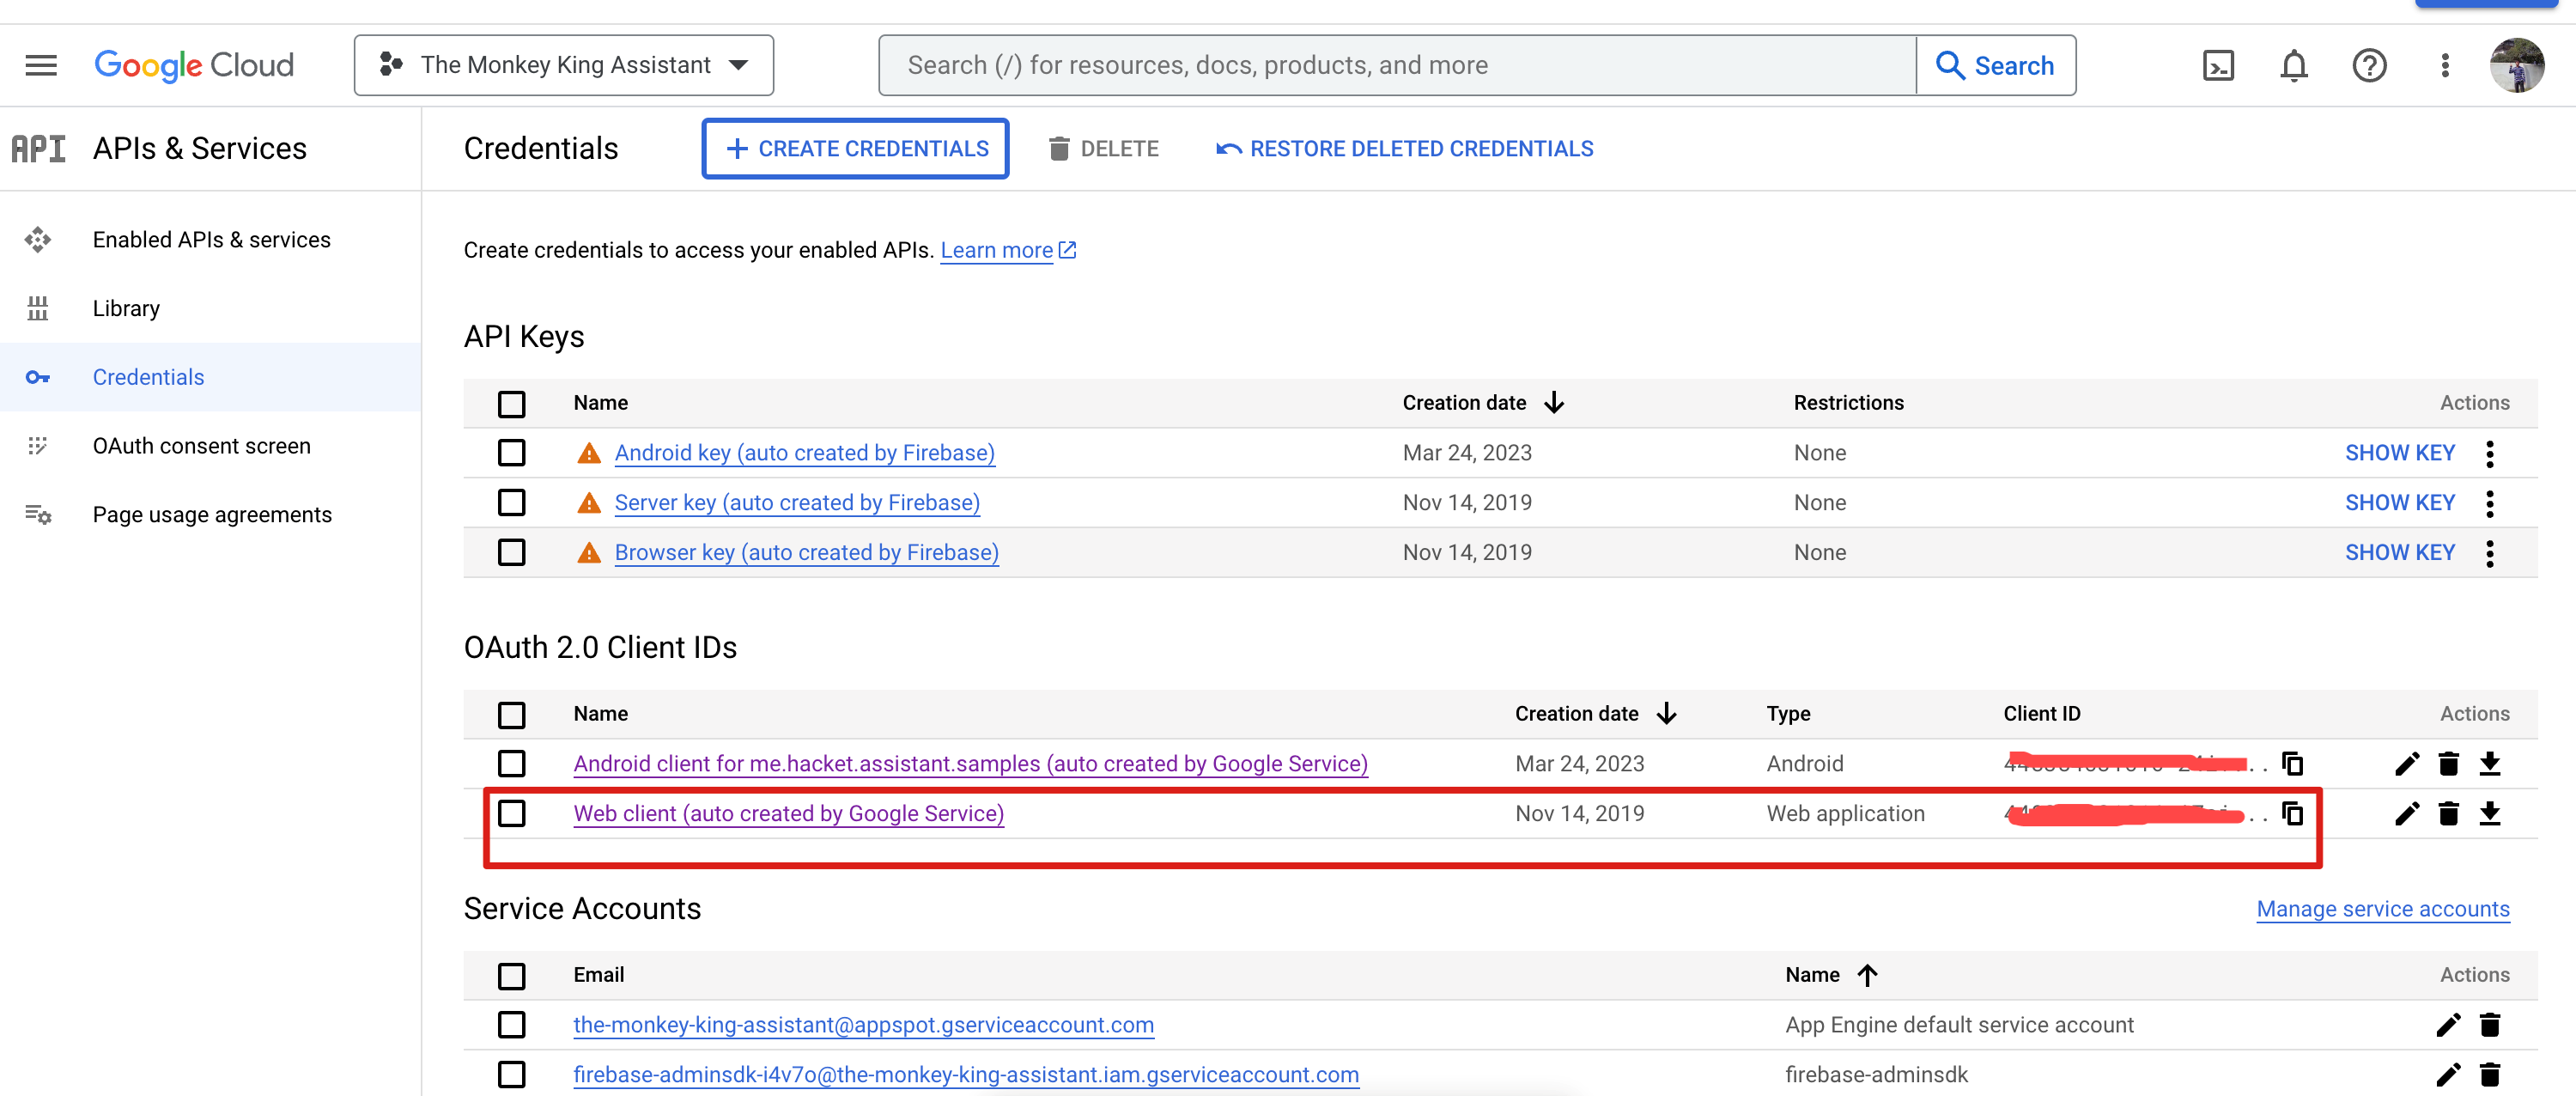 Google Cloud
The Monkey King Assistant
Search (/) for resources, docs, products, and more
Search
API
APIs & Services
Credentials
CREATE CREDENTIALS
DELETE
RESTORE DELETED CREDENTIALS
Enabled APIs & services
Library
Credentials
OAuth consent screen
Page usage agreements
Create credentials to access your enabled APIs. Learn more
API Keys
Name Creation date Restrictions Actions
Android key (auto created by Firebase) Mar 24, 2023 None SHOW KEY
Server key (auto created by Firebase) Nov 14, 2019 None SHOW KEY
Browser key (auto created by Firebase) Nov 14, 2019 None SHOW KEY
OAuth 2.0 Client IDs
Name Creation date Type Client ID Actions
Android client for me.hacket.assistant.samples (auto created by Google Service) Mar 24, 2023 Android
Web client (auto created by Google Service) Nov 14, 2019 Web application
Service Accounts
Manage service accounts
Email Name Actions
the-monkey-king-assistant@appspot.gserviceaccount.com App Engine default service account
firebase-adminsdk-i4v7o@the-monkey-king-assistant.iam.gserviceaccount.com firebase-adminsdk